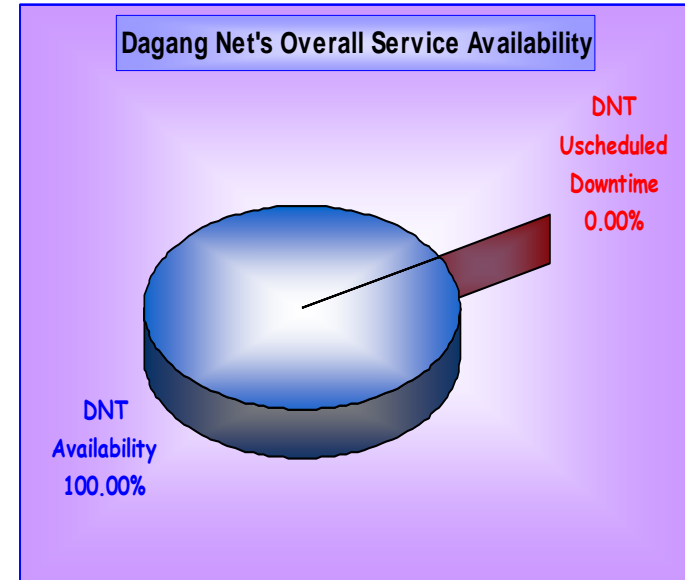 Dagang Net's Overall Service Availability
DNT
Uscheduled
Downtime
0.00%
DNT
Availability
100.00%